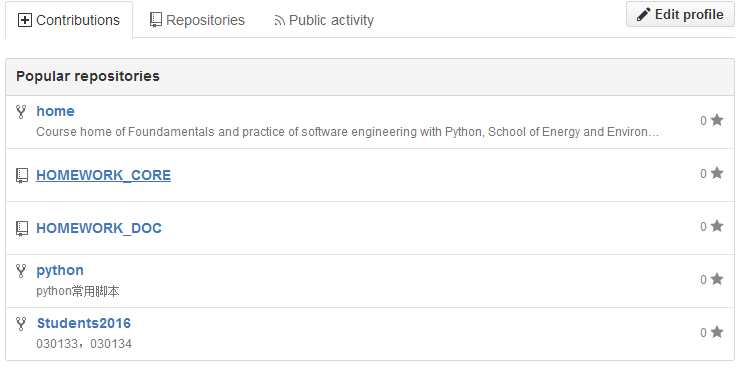 Contributions Repositories Public activity Edit profile
Popular repositories
home
Course home of Foundamentals and practice of software engineering with Python, School of Energy and Environ…
0
HOMEWORK_CORE
0
HOMEWORK_DOC
0
python
python常用脚本
0
Students2016
030133，030134
0